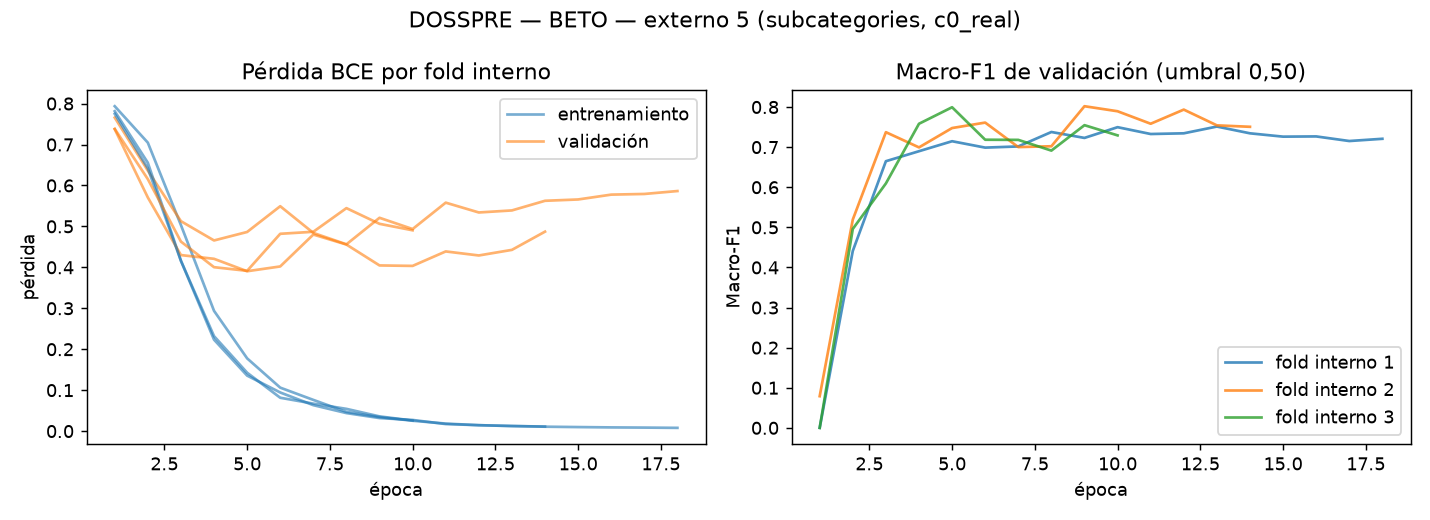 DOSSPRE — BETO — externo 5 (subcategories, c0_real)
Pérdida BCE por fold interno
pérdida
0.8
0.7
0.6
0.5
0.4
0.3
0.2
0.1
0.0
entrenamiento
validación
2.5 5.0 7.5 10.0 12.5 15.0 17.5
época
Macro-F1 de validación (umbral 0,50)
Macro-F1
0.8
0.7
0.6
0.5
0.4
0.3
0.2
0.1
0.0
fold interno 1
fold interno 2
fold interno 3
2.5 5.0 7.5 10.0 12.5 15.0 17.5
época